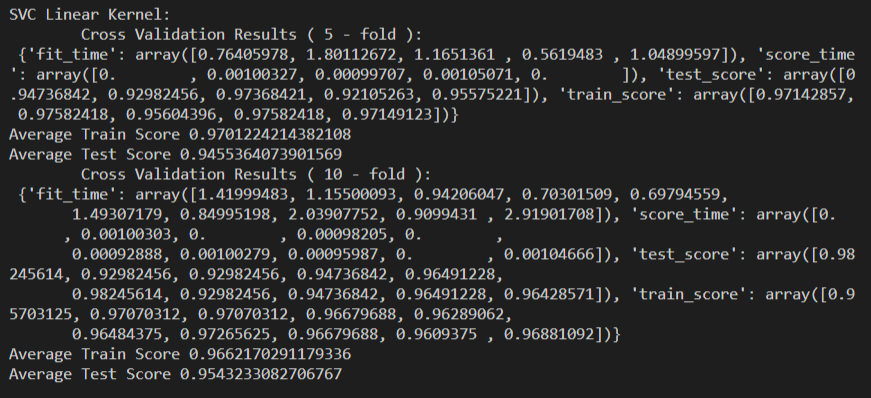 SVC Linear Kernel:
        Cross Validation Results ( 5 - fold ):
 {'fit_time': array([0.76405978, 1.80112672, 1.1651361 , 0.5619483 , 1.04899597]), 'score_time
': array([0.        , 0.00100327, 0.00099707, 0.00105071, 0.        ]), 'test_score': array([0
.94736842, 0.92982456, 0.97368421, 0.92105263, 0.95575221]), 'train_score': array([0.97142857,
 0.97582418, 0.95604396, 0.97582418, 0.97149123])}
Average Train Score 0.9701224214382108
Average Test Score 0.9455364073901569
        Cross Validation Results ( 10 - fold ):
 {'fit_time': array([1.41999483, 1.15500093, 0.94206047, 0.70301509, 0.69794559,
       1.49307179, 0.84995198, 2.03907752, 0.9099431 , 2.91901708]), 'score_time': array([0.
      , 0.00100303, 0.        , 0.00098205, 0.        ,
       0.00092888, 0.00100279, 0.00095987, 0.        , 0.00104666]), 'test_score': array([0.98
245614, 0.92982456, 0.92982456, 0.94736842, 0.96491228,
       0.98245614, 0.92982456, 0.94736842, 0.96491228, 0.96428571]), 'train_score': array([0.9
5703125, 0.97070312, 0.97070312, 0.96679688, 0.96289062,
       0.96484375, 0.97265625, 0.96679688, 0.9609375 , 0.96881092])}
Average Train Score 0.9662170291179336
Average Test Score 0.9543233082706767